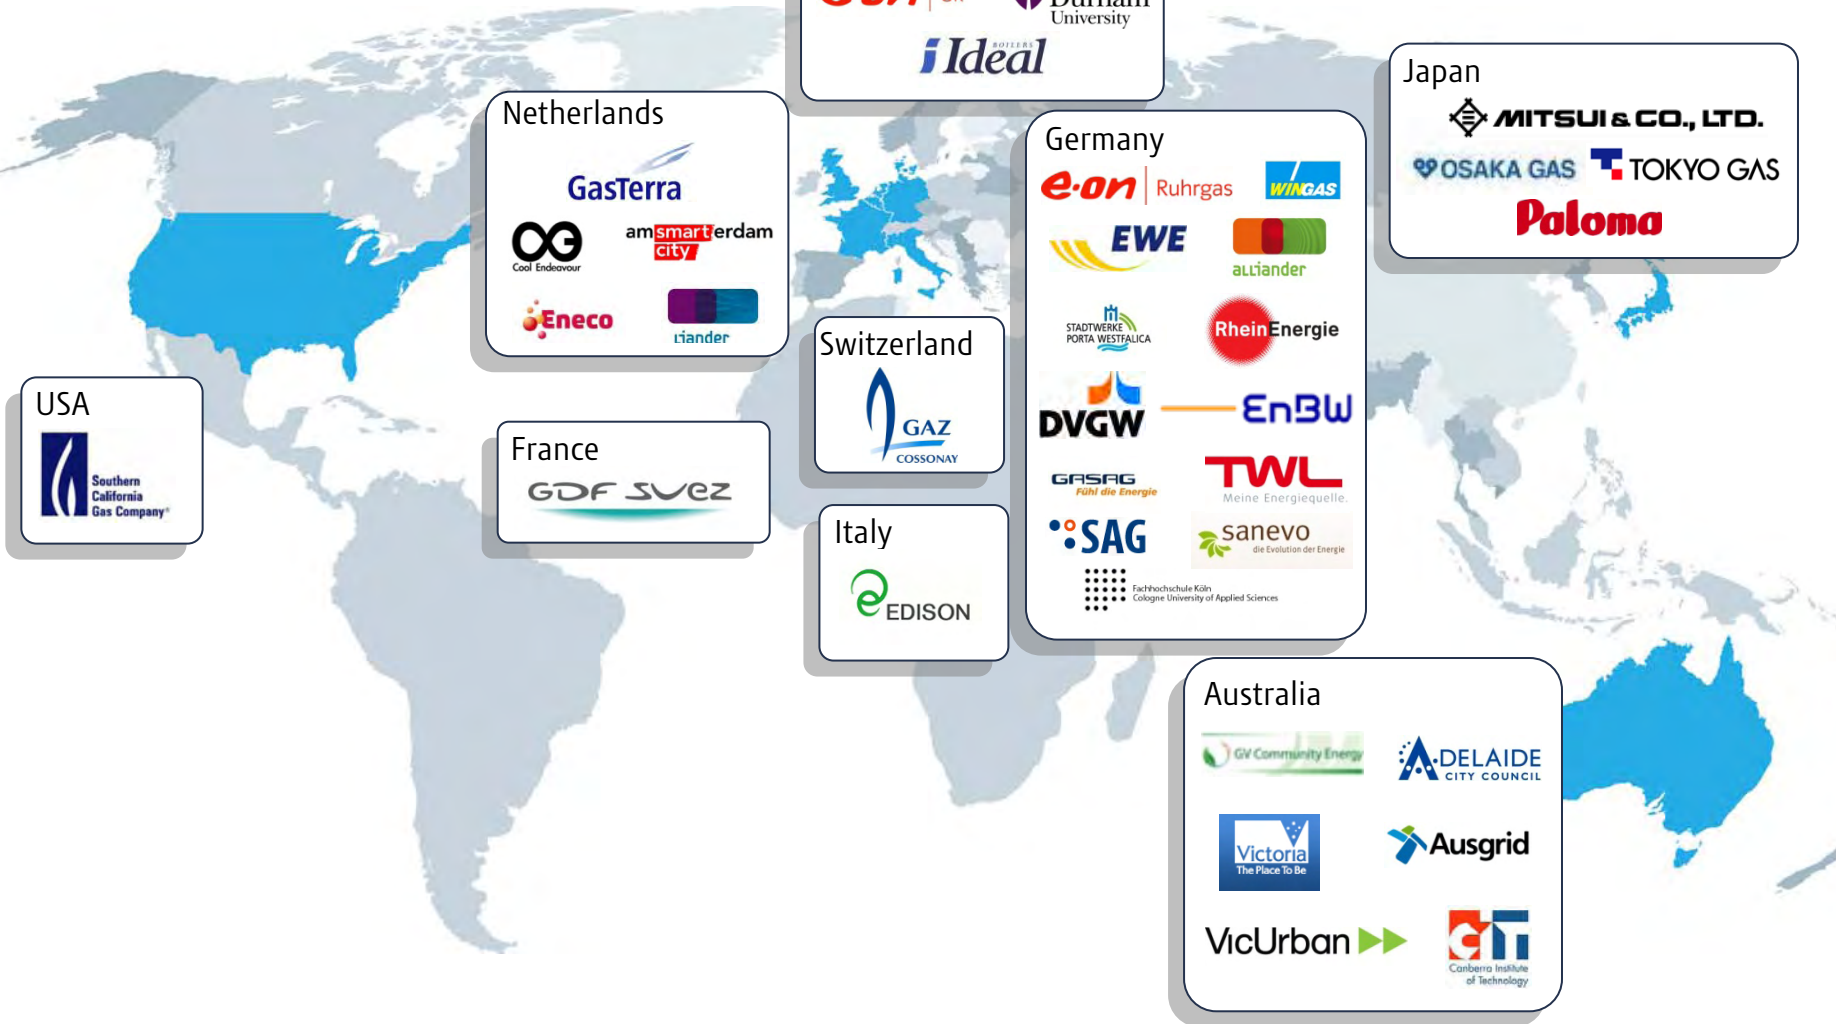 University
BOILERS
Ideal
Japan
MITSUI & CO., LTD.
OSAKA GAS
TOKYO GAS
Paloma
Netherlands
GasTerra
Cool Endeavour
amsmarterdam
city
Eneco
Liander
Germany
e·on | Ruhrgas
WINGAS
EWE
alliander
STADTWERKE
PORTA WESTFALICA
RheinEnergie
DVGW
EnBW
GASAG
Fühl die Energie
TWL
Meine Energiequelle.
SAG
sanevo
die Evolution der Energie
Fachhochschule Köln
Cologne University of Applied Sciences
Switzerland
GAZ
COSSONAY
USA
Southern
California
Gas Company®
France
GDF SUEZ
Italy
EDISON
Australia
GV Community Energy
ADELAIDE
CITY COUNCIL
Victoria
The Place To Be
Ausgrid
VicUrban
CIT
Canberra Institute
of Technology